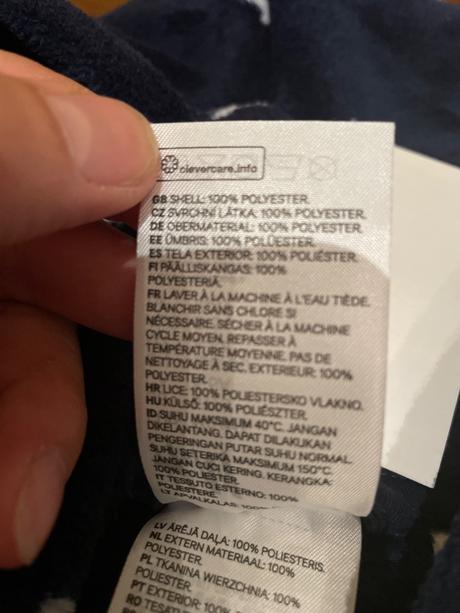 clevercare.info
GB SHELL: 100% POLYESTER.
CZ SVRCHNI LÁTKA: 100% POLYESTER.
DE OBERMATERIAL: 100% POLYESTER.
EE ÜMBRIS: 100% POLÜESTER.
ES TELA EXTERIOR: 100% POLIÉSTER.
FI PÄÄLLISKANGAS: 100%
POLYESTERIÄ.
FR LAVER À LA MACHINE À L'EAU TIÈDE.
BLANCHIR SANS CHLORE SI
NÉCESSAIRE. SÉCHER À LA MACHINE
CYCLE MOYEN. REPASSER À
TEMPÉRATURE MOYENNE. PAS DE
NETTOYAGE À SEC. EXTERIEUR: 100%
POLYESTER.
HR LICE: 100% POLIESTERSKO VLAKNO.
HU KÜLSŐ: 100% POLIÉSZTER.
ID SUHU MAKSIMUM 40°C. JANGAN
DIKELANTANG. DAPAT DILAKUKAN
PENGERINGAN PUTAR SUHU NORMAL.
SUHU SETERIKA MAKSIMUM 150°C.
JANGAN CUCI KERING. KERANGKA:
100% POLIESTER.
IT TESSUTO ESTERNO: 100%
POLIESTERE.
LT APVALKALAS: 100%
LV ĀRĒJĀ DAĻA: 100% POLIESTERIS.
NL EXTERN MATERIAAL: 100%
POLYESTER.
PL TKANINA WIERZCHNIA: 100%
POLIESTER.
PT EXTERIOR: 100%
RO